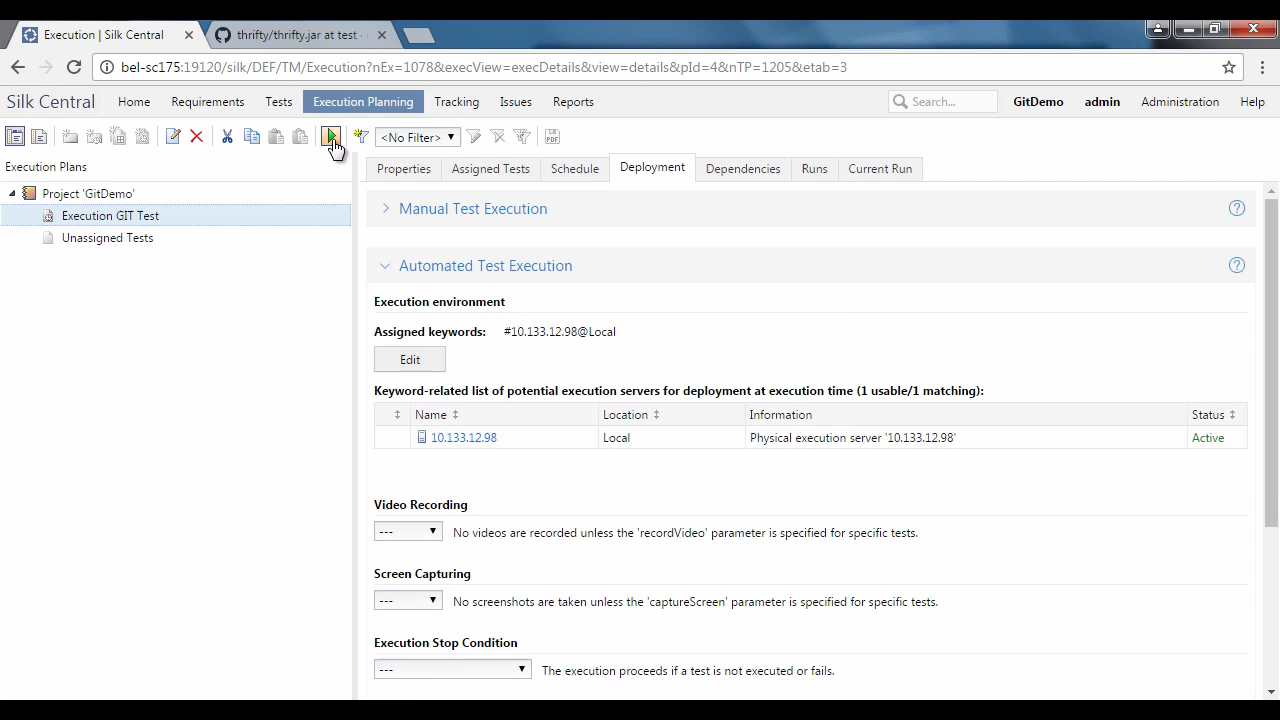 Execution | Silk Central
thrifty/thrifty.jar at test ·
bel-sc175:19120/silk/DEF/TM/Execution?nEx=1078&execView=execDetails&view=details&pId=4&nTP=1205&etab=3
Silk Central Home Requirements Tests Execution Planning Tracking Issues Reports Search... GitDemo admin Administration Help
<No Filter>
PDF
Execution Plans
Project 'GitDemo'
Execution GIT Test
Unassigned Tests
Properties Assigned Tests Schedule Deployment Dependencies Runs Current Run
Manual Test Execution
Automated Test Execution
Execution environment
Assigned keywords: #10.133.12.98@Local
Edit
Keyword-related list of potential execution servers for deployment at execution time (1 usable/1 matching):
Name Location Information Status
10.133.12.98 Local Physical execution server '10.133.12.98' Active
Video Recording
--- No videos are recorded unless the 'recordVideo' parameter is specified for specific tests.
Screen Capturing
--- No screenshots are taken unless the 'captureScreen' parameter is specified for specific tests.
Execution Stop Condition
--- The execution proceeds if a test is not executed or fails.